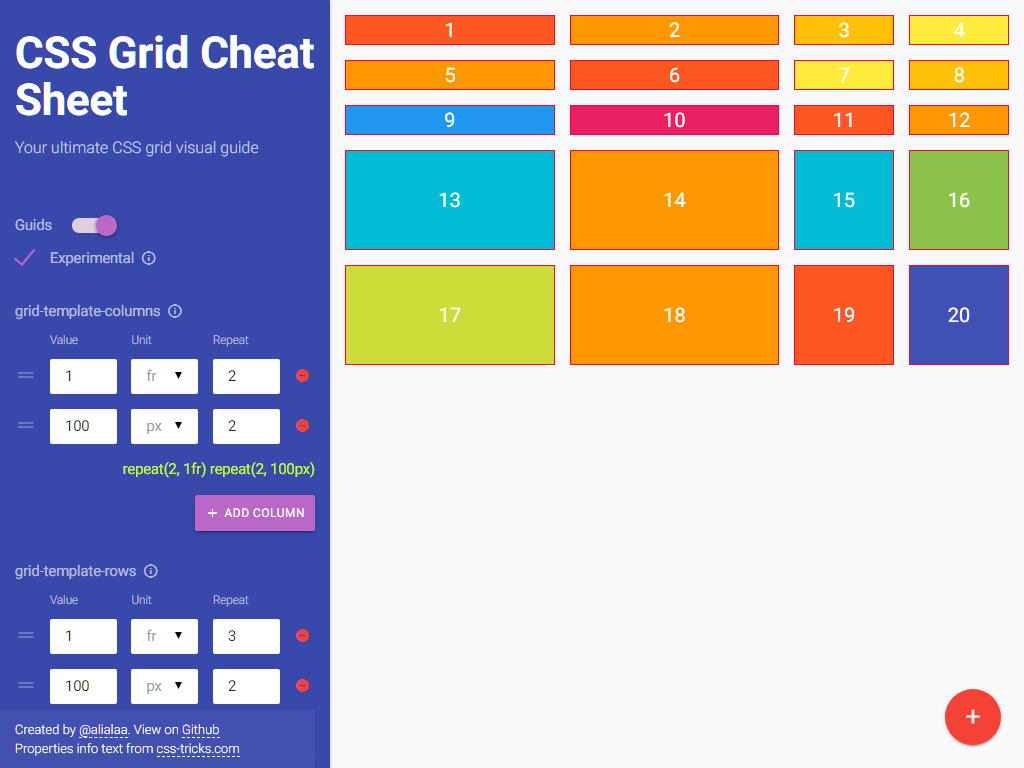 CSS Grid Cheat
Sheet
Your ultimate CSS grid visual guide
Guids
Experimental
grid-template-columns
Value Unit Repeat
1 fr 2
100 px 2
repeat(2, 1fr) repeat(2, 100px)
+ ADD COLUMN
grid-template-rows
Value Unit Repeat
1 fr 3
100 px 2
Created by @alialaa. View on Github
Properties info text from css-tricks.com
1 2 3 4
5 6 7 8
9 10 11 12
13 14 15 16
17 18 19 20
+